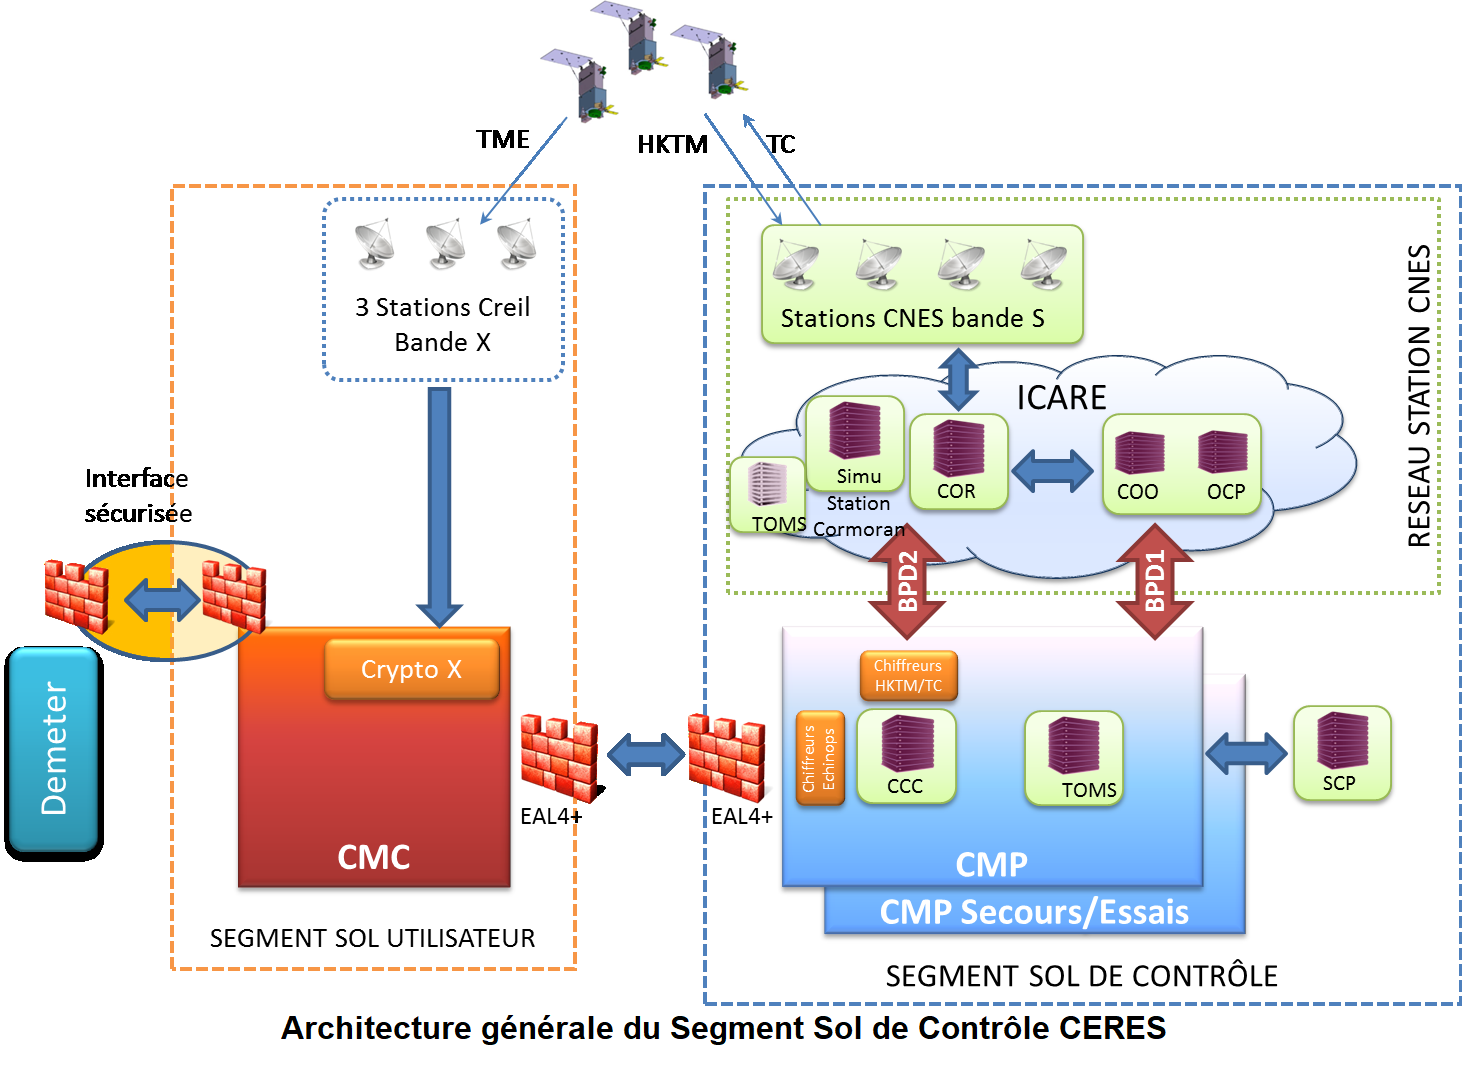 TME
HKTM
TC
3 Stations Creil
Bande X
Stations CNES bande S
RESEAU STATION CNES
ICARE
Simu
Station
Cormoran
TOMS
COR
COO
OCP
Interface
sécurisée
BPD2
BPD1
Demeter
Crypto X
CMC
EAL4+
EAL4+
Chiffreurs
HKTM/TC
Chiffreurs
Echinops
CCC
TOMS
SCP
CMP
CMP Secours/Essais
SEGMENT SOL UTILISATEUR
SEGMENT SOL DE CONTRÔLE
Architecture générale du Segment Sol de Contrôle CERES